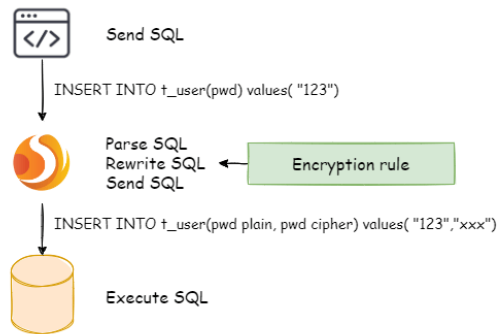 </>
Send SQL
INSERT INTO t_user(pwd) values( "123")
Parse SQL
Rewrite SQL
Send SQL
Encryption rule
INSERT INTO t_user(pwd plain, pwd cipher) values( "123","xxx")
Execute SQL